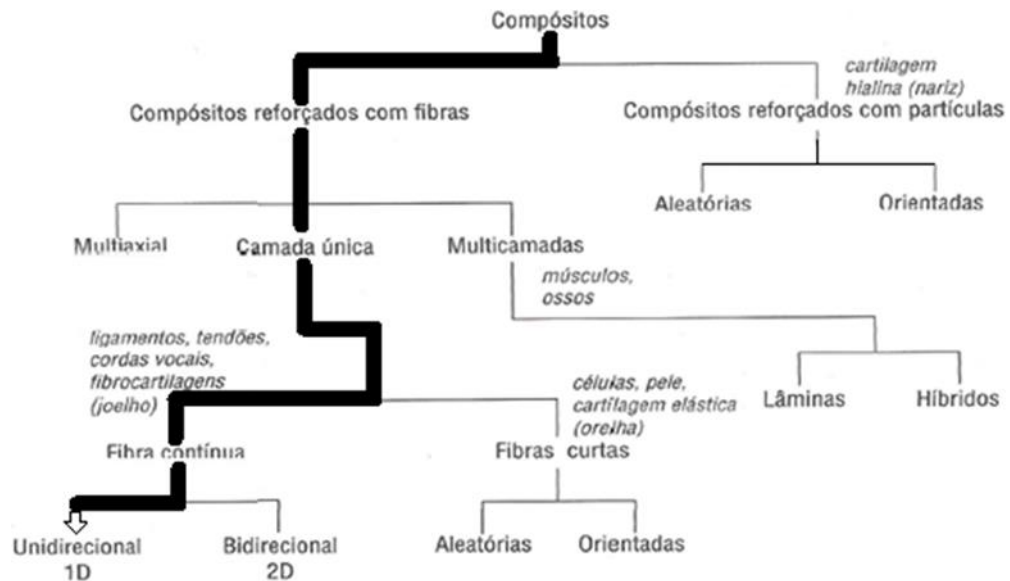 Compósitos
cartilagem
hialina (nariz)
Compósitos reforçados com fibras
Compósitos reforçados com partículas
Aleatórias
Orientadas
Multiaxial
Camada única
Multicamadas
músculos,
ossos
ligamentos, tendões,
cordas vocais,
fibrocartilagens
(joelho)
células, pele,
cartilagem elástica
(orelha)
Lâminas
Híbridos
Fibra contínua
Fibras curtas
Unidirecional
1D
Bidirecional
2D
Aleatórias
Orientadas